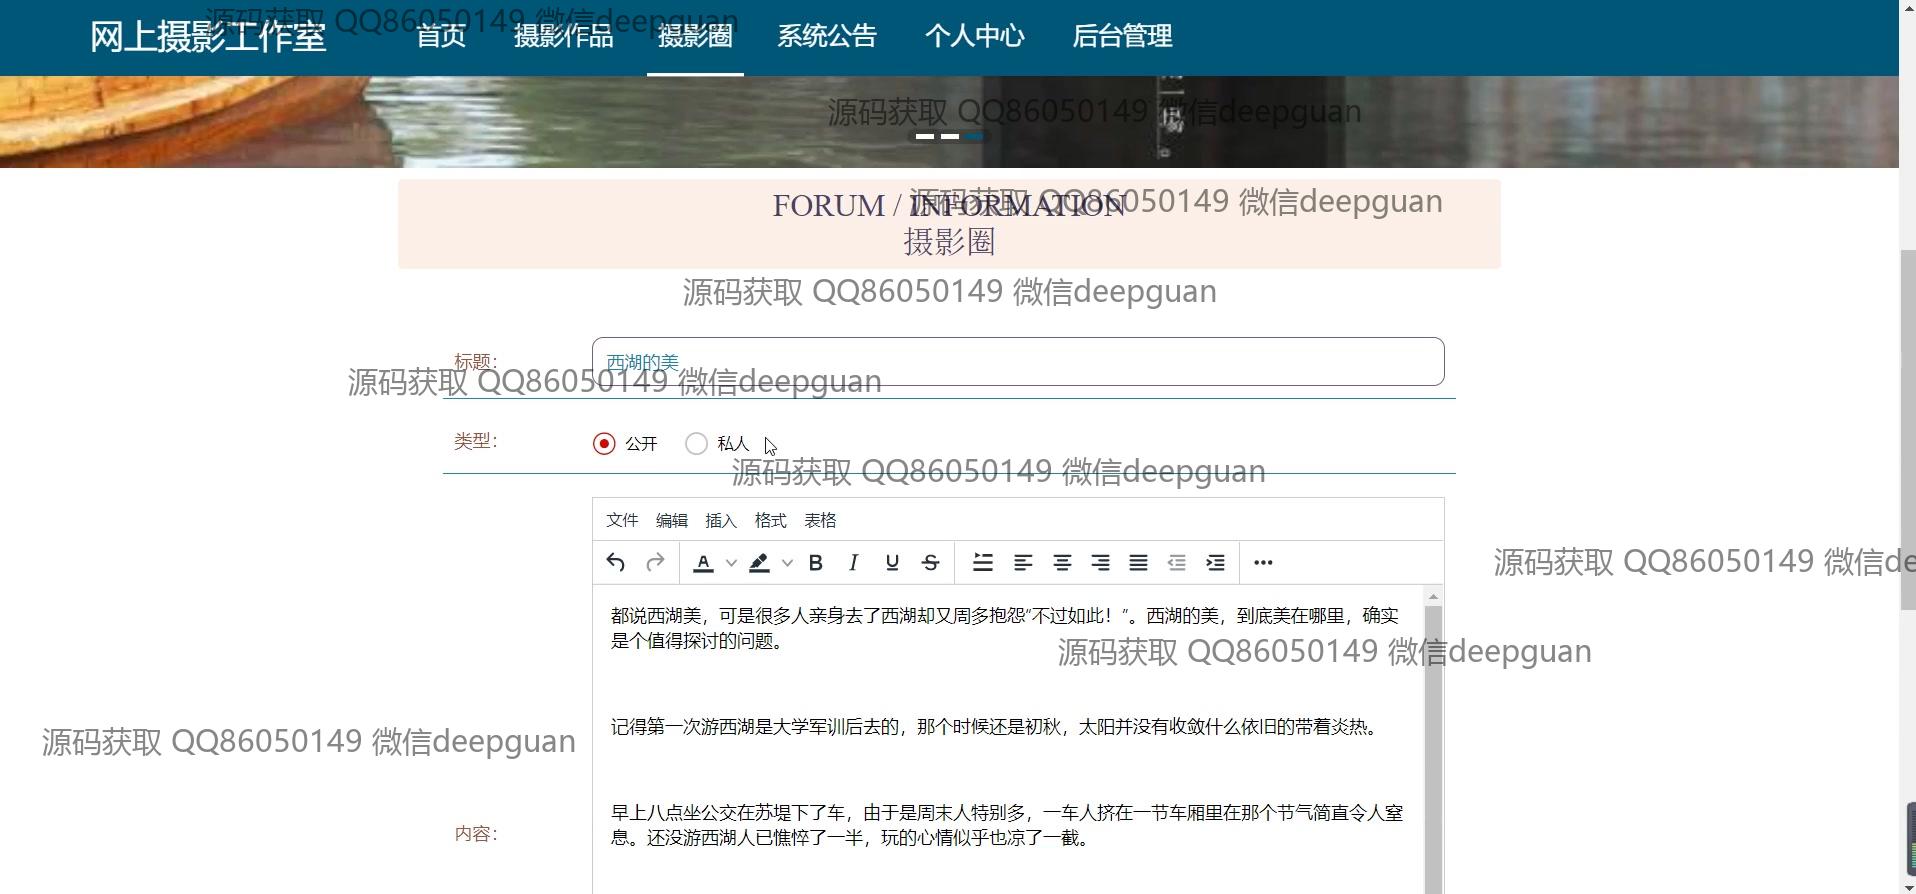 网上摄影工作室 首页 摄影作品 摄影圈 系统公告 个人中心 后台管理
源码获取 QQ86050149 微信deepguan
源码获取 QQ86050149 微信deepguan
FORUM / INFORMATION
源码获取 QQ86050149 微信deepguan
摄影圈
源码获取 QQ86050149 微信deepguan
标题： 西湖的美
源码获取 QQ86050149 微信deepguan
类型： 公开 私人
源码获取 QQ86050149 微信deepguan
文件 编辑 插入 格式 表格
源码获取 QQ86050149 微信de
都说西湖美，可是很多人亲身去了西湖却又周多抱怨“不过如此！”。西湖的美，到底美在哪里，确实
是个值得探讨的问题。
源码获取 QQ86050149 微信deepguan
记得第一次游西湖是大学军训后去的，那个时候还是初秋，太阳并没有收敛什么依旧的带着炎热。
源码获取 QQ86050149 微信deepguan
早上八点坐公交在苏堤下了车，由于是周末人特别多，一车人挤在一节车厢里在那个节气简直令人窒
息。还没游西湖人已憔悴了一半，玩的心情似乎也凉了一截。
内容：